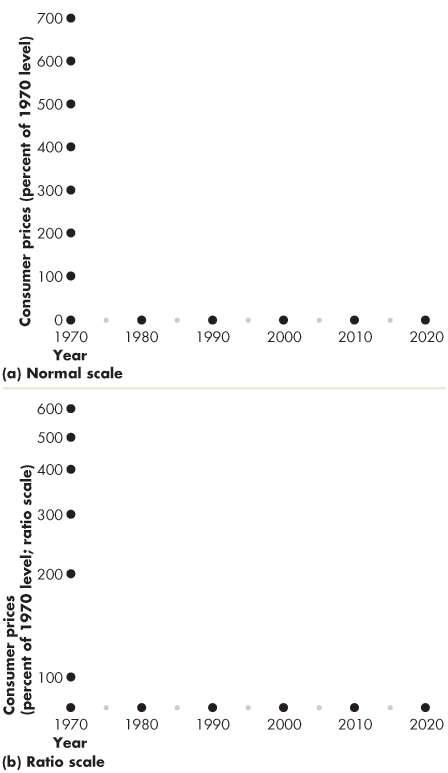 Consumer prices (percent of 1970 level)
700
600
500
400
300
200
100
0
1970 1980 1990 2000 2010 2020
Year
(a) Normal scale
Consumer prices
(percent of 1970 level; ratio scale)
600
500
400
300
200
100
1970 1980 1990 2000 2010 2020
Year
(b) Ratio scale